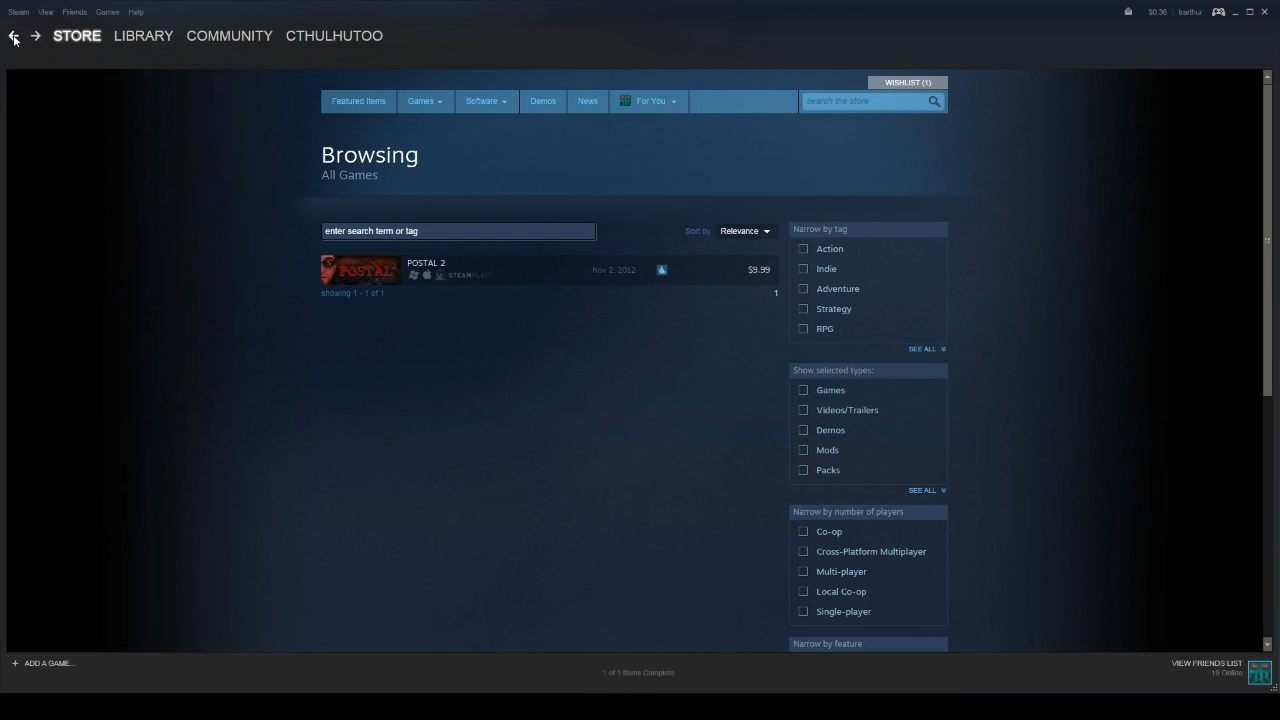 Steam View Friends Games Help
$0.36 trarthur
STORE LIBRARY COMMUNITY CTHULHUTOO
WISHLIST (1)
Featured Items Games Software Demos News For You search the store
Browsing
All Games
enter search term or tag
Sort by Relevance
POSTAL
POSTAL 2
STEAMPLAY
Nov 2, 2012
$9.99
showing 1 - 1 of 1
1
Narrow by tag
Action
Indie
Adventure
Strategy
RPG
SEE ALL
Show selected types:
Games
Videos/Trailers
Demos
Mods
Packs
SEE ALL
Narrow by number of players
Co-op
Cross-Platform Multiplayer
Multi-player
Local Co-op
Single-player
Narrow by feature
+ ADD A GAME...
1 of 1 Items Complete
VIEW FRIENDS LIST
19 Online